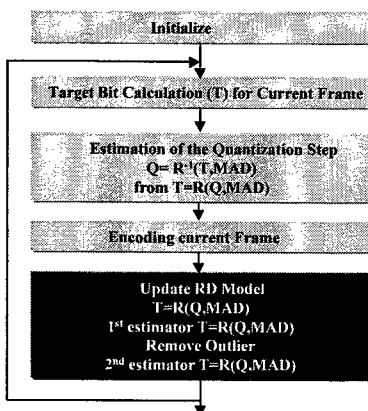 Initialize
Target Bit Calculation (T) for Current Frame
Estimation of the Quantization Step
Q= R⁻¹(T,MAD)
from T=R(Q,MAD)
Encoding current Frame
Update RD Model
T=R(Q,MAD)
1st estimator T=R(Q,MAD)
Remove Outlier
2nd estimator T=R(Q,MAD)